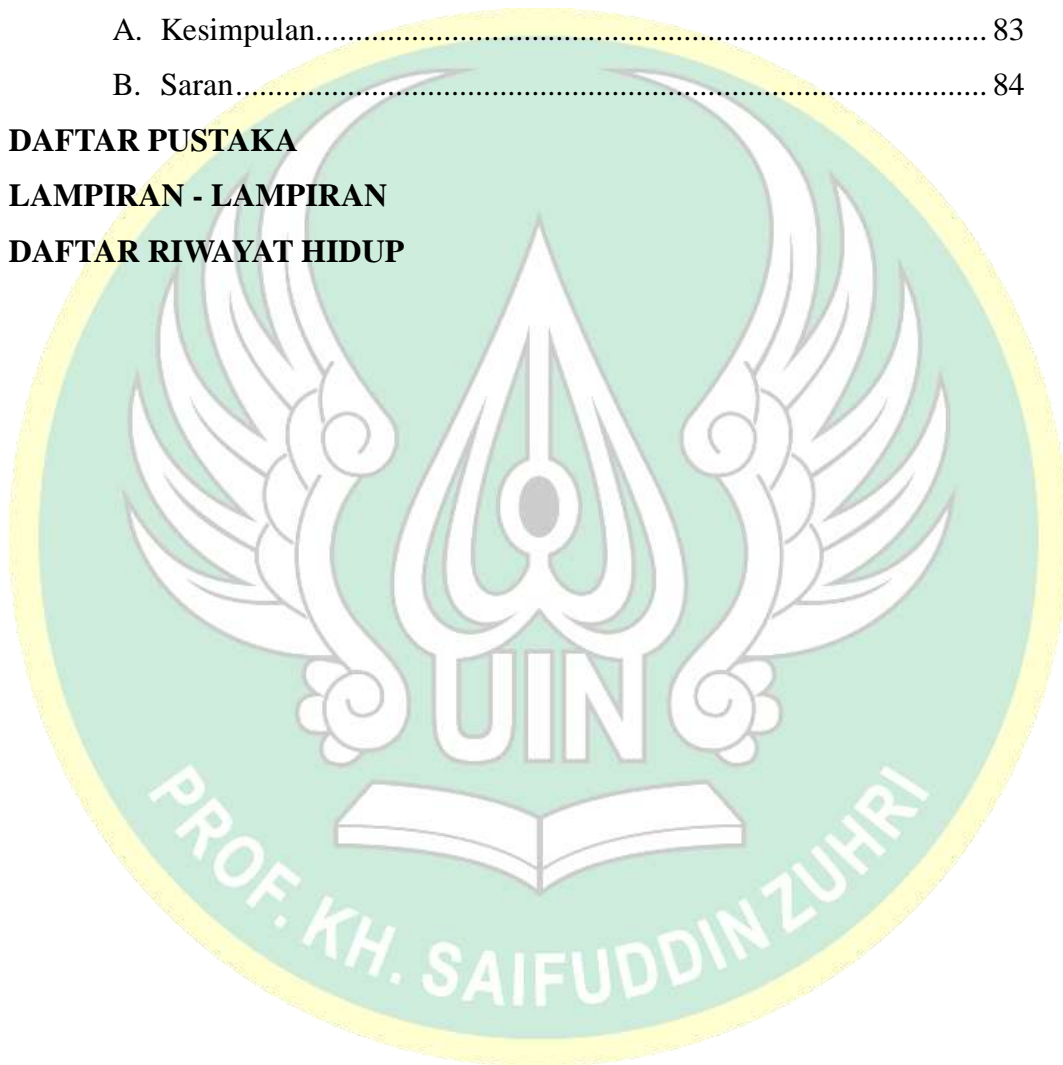 A. Kesimpulan.................................................................................... 83
B. Saran.............................................................................................. 84
DAFTAR PUSTAKA
LAMPIRAN - LAMPIRAN
DAFTAR RIWAYAT HIDUP
UIN
PROF. KH. SAIFUDDIN ZUHRI